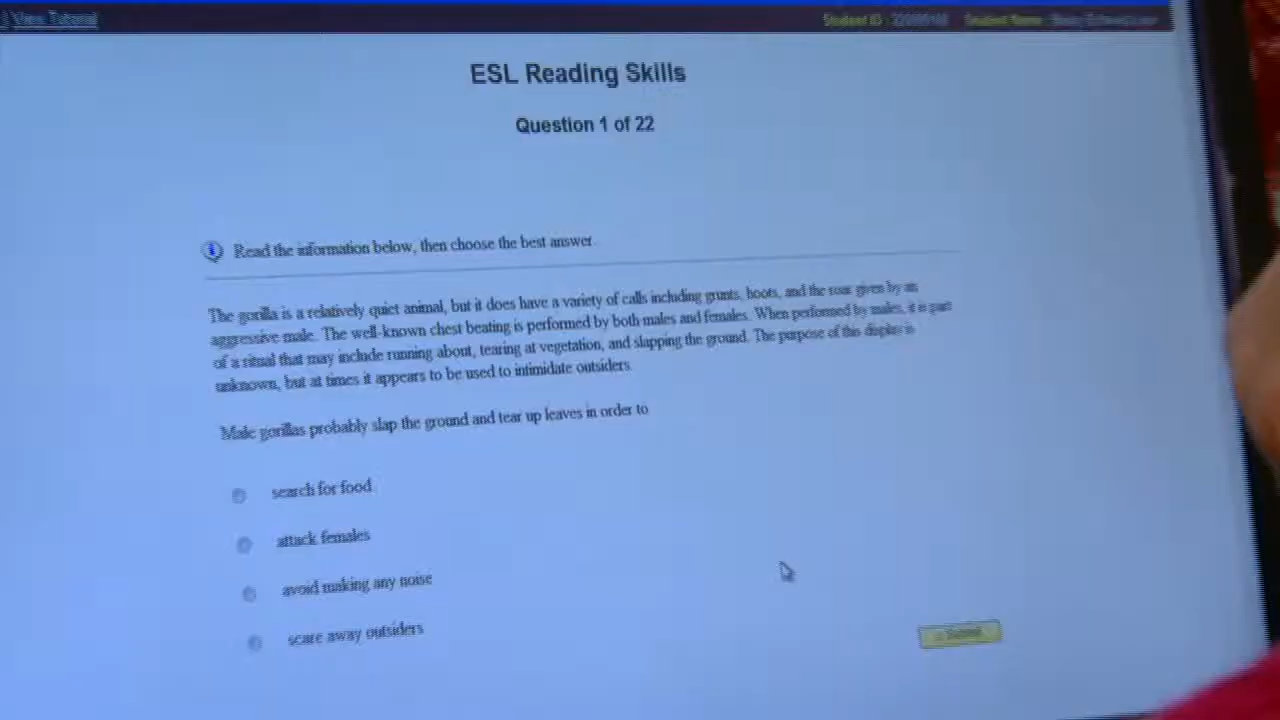 View Tutorial
Student ID
Student Name
ESL Reading Skills
Question 1 of 22
Read the information below, then choose the best answer.
The gorilla is a relatively quiet animal, but it does have a variety of calls including grunts, hoots, and the roar given by an
aggressive male. The well-known chest beating is performed by both males and females. When performed by males, it is part
of a ritual that may include running about, tearing at vegetation, and slapping the ground. The purpose of this display is
unknown, but at times it appears to be used to intimidate outsiders.
Male gorillas probably slap the ground and tear up leaves in order to
search for food
attack females
avoid making any noise
scare away outsiders
Submit